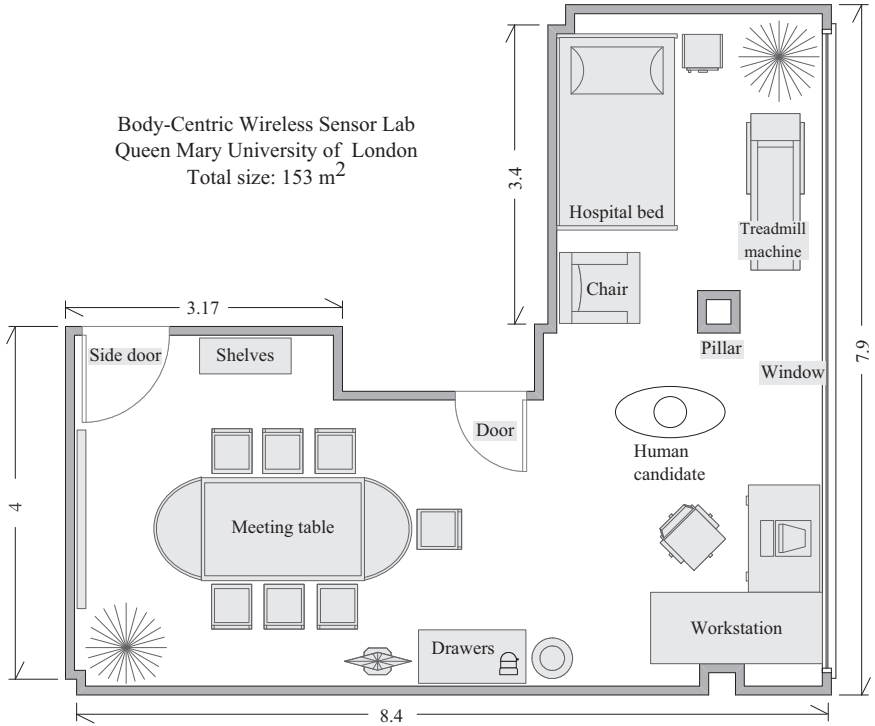 Body-Centric Wireless Sensor Lab
Queen Mary University of London
Total size: 153 m²
3.4
Hospital bed
Treadmill
machine
Chair
3.17
Side door
Shelves
Pillar
Window
7.9
Door
Human
candidate
4
Meeting table
Drawers
Workstation
8.4